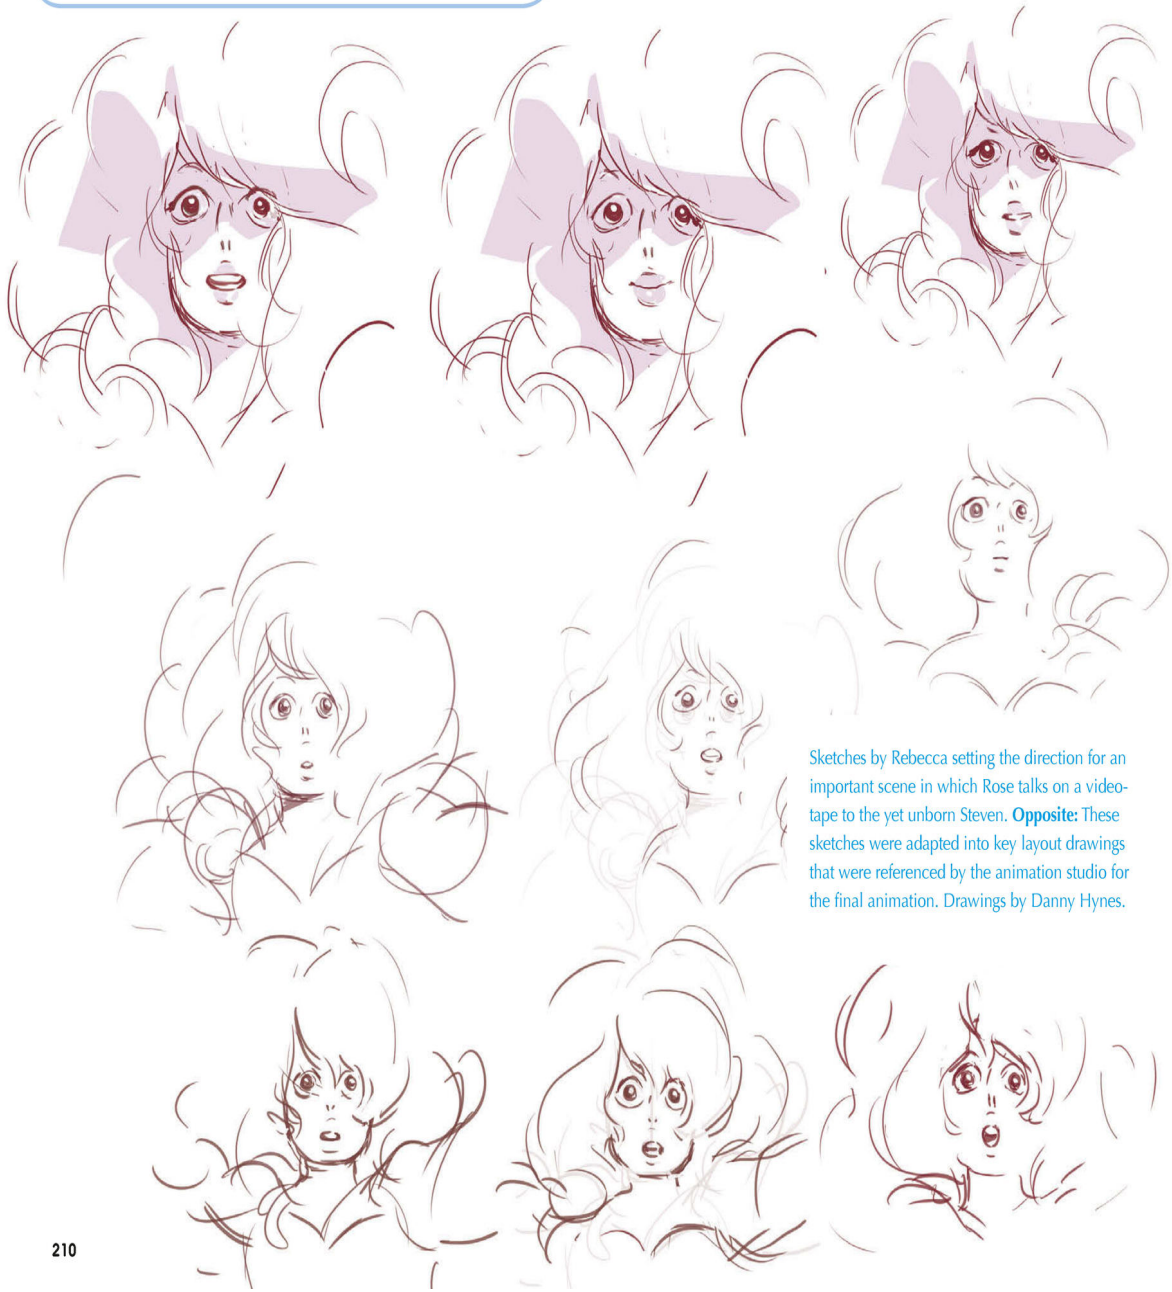 Sketches by Rebecca setting the direction for an
important scene in which Rose talks on a video-
tape to the yet unborn Steven. Opposite: These
sketches were adapted into key layout drawings
that were referenced by the animation studio for
the final animation. Drawings by Danny Hynes.
210